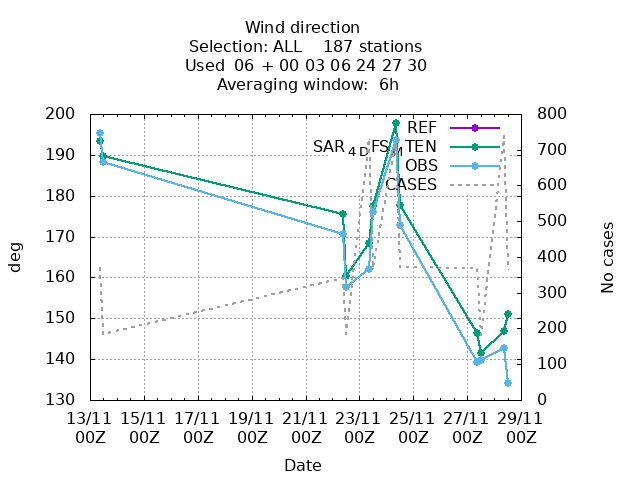 Wind direction
Selection: ALL 187 stations
Used 06 + 00 03 06 24 27 30
Averaging window: 6h
200 800
REF
190 700
SAR 4 DFS MTEN
OBS
180 600
CASES
170 500
160 400
150 300
140 200
100
130 0
deg
No cases
13/11 15/11 17/11 19/11 21/11 23/11 25/11 27/11 29/11
00Z 00Z 00Z 00Z 00Z 00Z 00Z 00Z 00Z
Date